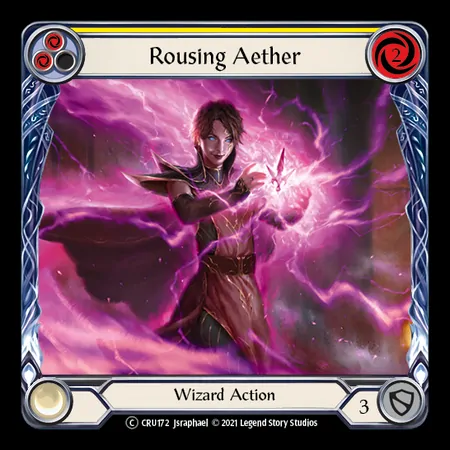 Rousing Aether
2
Wizard Action
3
C CRU172 Jsraphael © 2021 Legend Story Studios